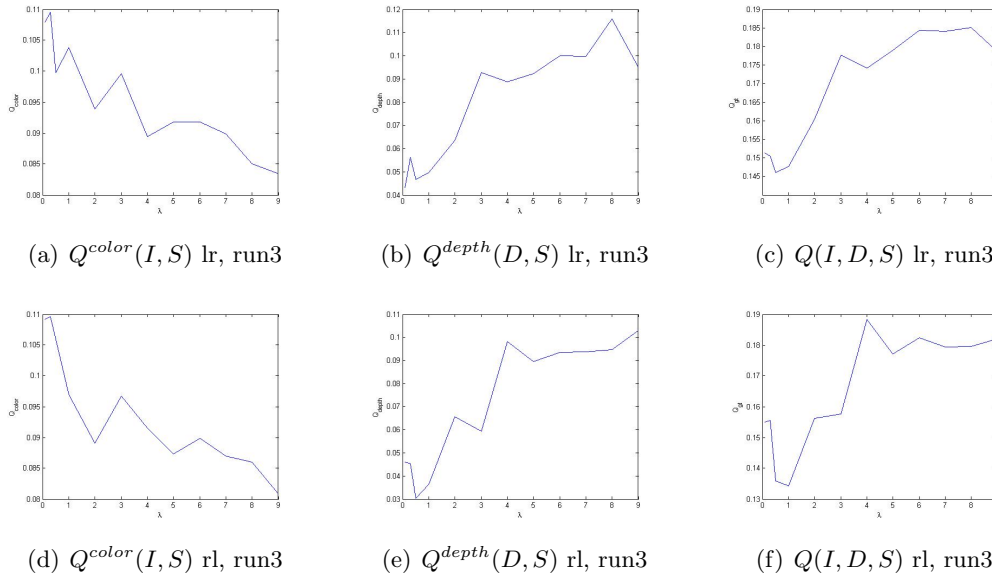 0.11
0.105
0.1
0.095
0.09
0.085
0.08
Q_color
0 1 2 3 4 5 6 7 8 9
λ
(a) Q^{color}(I, S) lr, run3
0.12
0.11
0.1
0.09
0.08
0.07
0.06
0.05
0.04
Q_depth
0 1 2 3 4 5 6 7 8 9
λ
(b) Q^{depth}(D, S) lr, run3
0.19
0.185
0.18
0.175
0.17
0.165
0.16
0.155
0.15
0.145
Q_gt
0 1 2 3 4 5 6 7 8
λ
(c) Q(I, D, S) lr, run3
0.11
0.105
0.1
0.095
0.09
0.085
0.08
Q_color
0 1 2 3 4 5 6 7 8 9
λ
(d) Q^{color}(I, S) rl, run3
0.11
0.1
0.09
0.08
0.07
0.06
0.05
0.04
0.03
Q_depth
0 1 2 3 4 5 6 7 8 9
λ
(e) Q^{depth}(D, S) rl, run3
0.19
0.18
0.17
0.16
0.15
0.14
0.13
Q_gt
0 1 2 3 4 5 6 7 8
λ
(f) Q(I, D, S) rl, run3